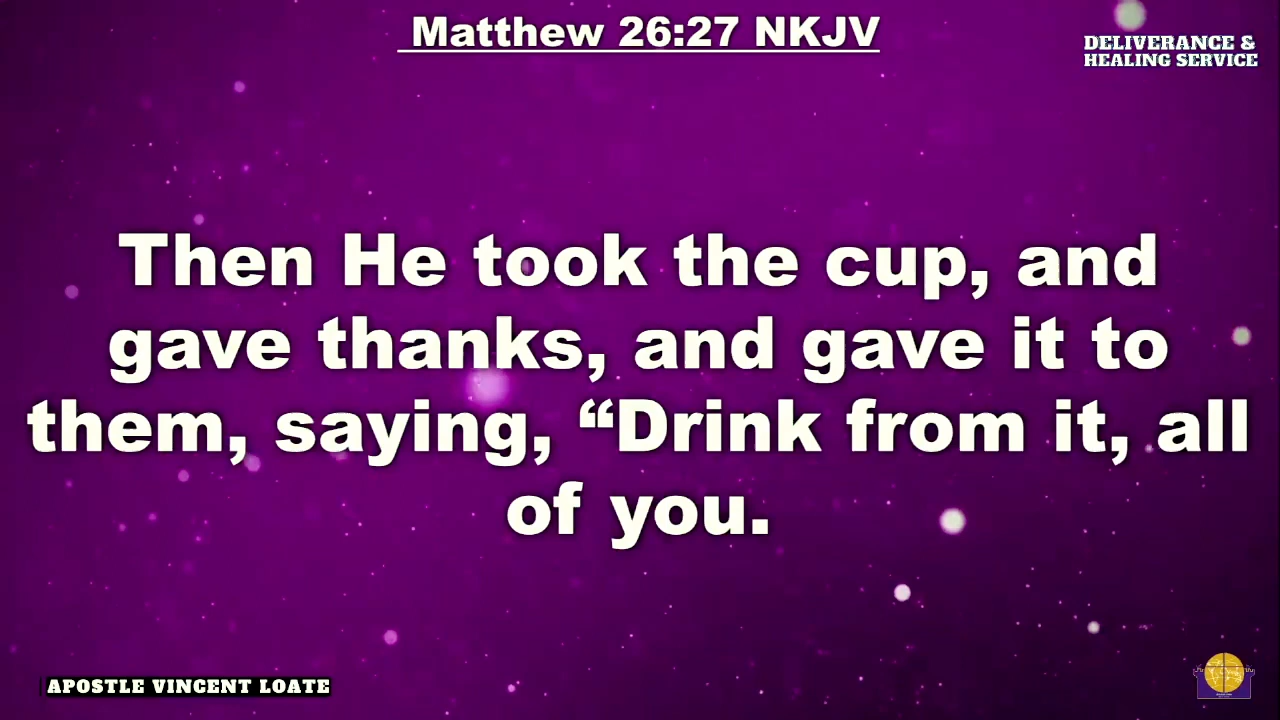 Matthew 26:27 NKJV
DELIVERANCE &
HEALING SERVICE
Then He took the cup, and
gave thanks, and gave it to
them, saying, “Drink from it, all
of you.
APOSTLE VINCENT LOATE